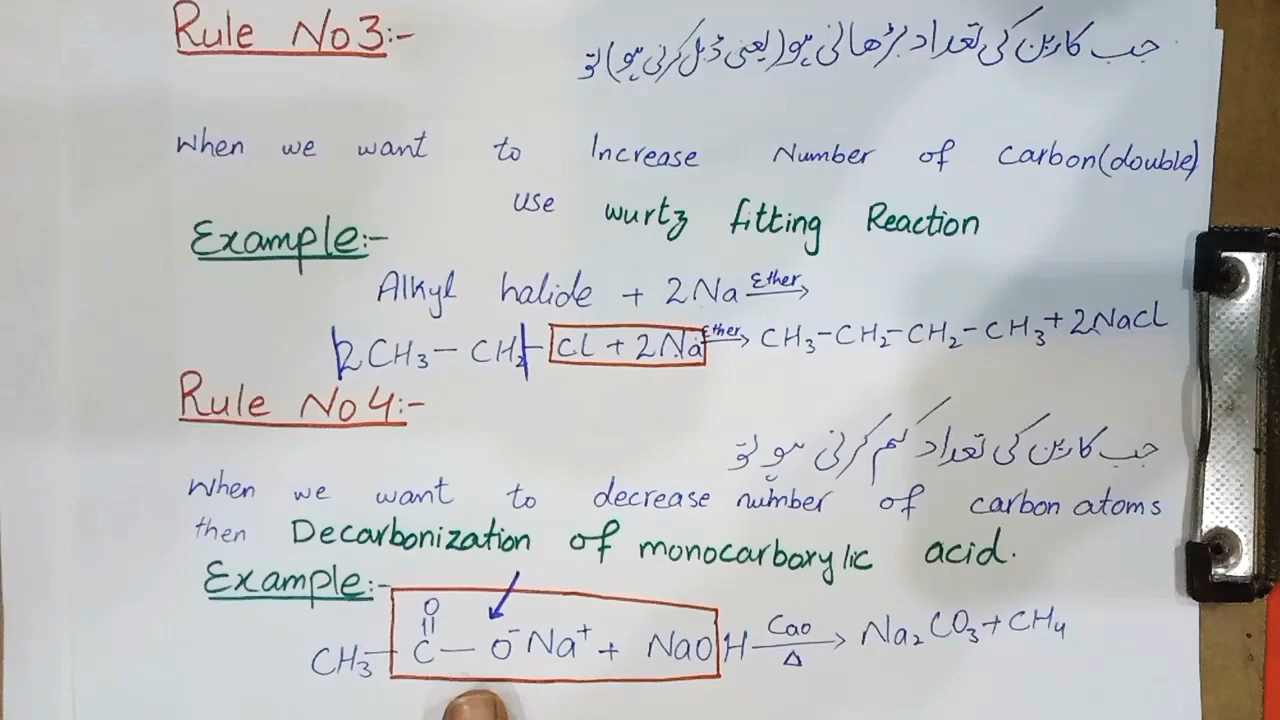 Rule No3:-
جب کاربن کی تعداد بڑھانی ہو (یعنی ڈبل کرنی ہو) تو
When we want to Increase Number of carbon(double)
use wurtz fitting Reaction
Example:-
Alkyl halide + 2Na Ether→
2CH₃-CH₂-Cl + 2Na Ether→ CH₃-CH₂-CH₂-CH₃ + 2NaCl
Rule No4:-
جب کاربن کی تعداد کم کرنی ہو تو
When we want to decrease number of carbon atoms
then Decarbonization of monocarboxylic acid.
Example:-
O
CH₃-C-O⁻Na⁺ + NaOH Cao→ Na₂CO₃ + CH₄
Δ